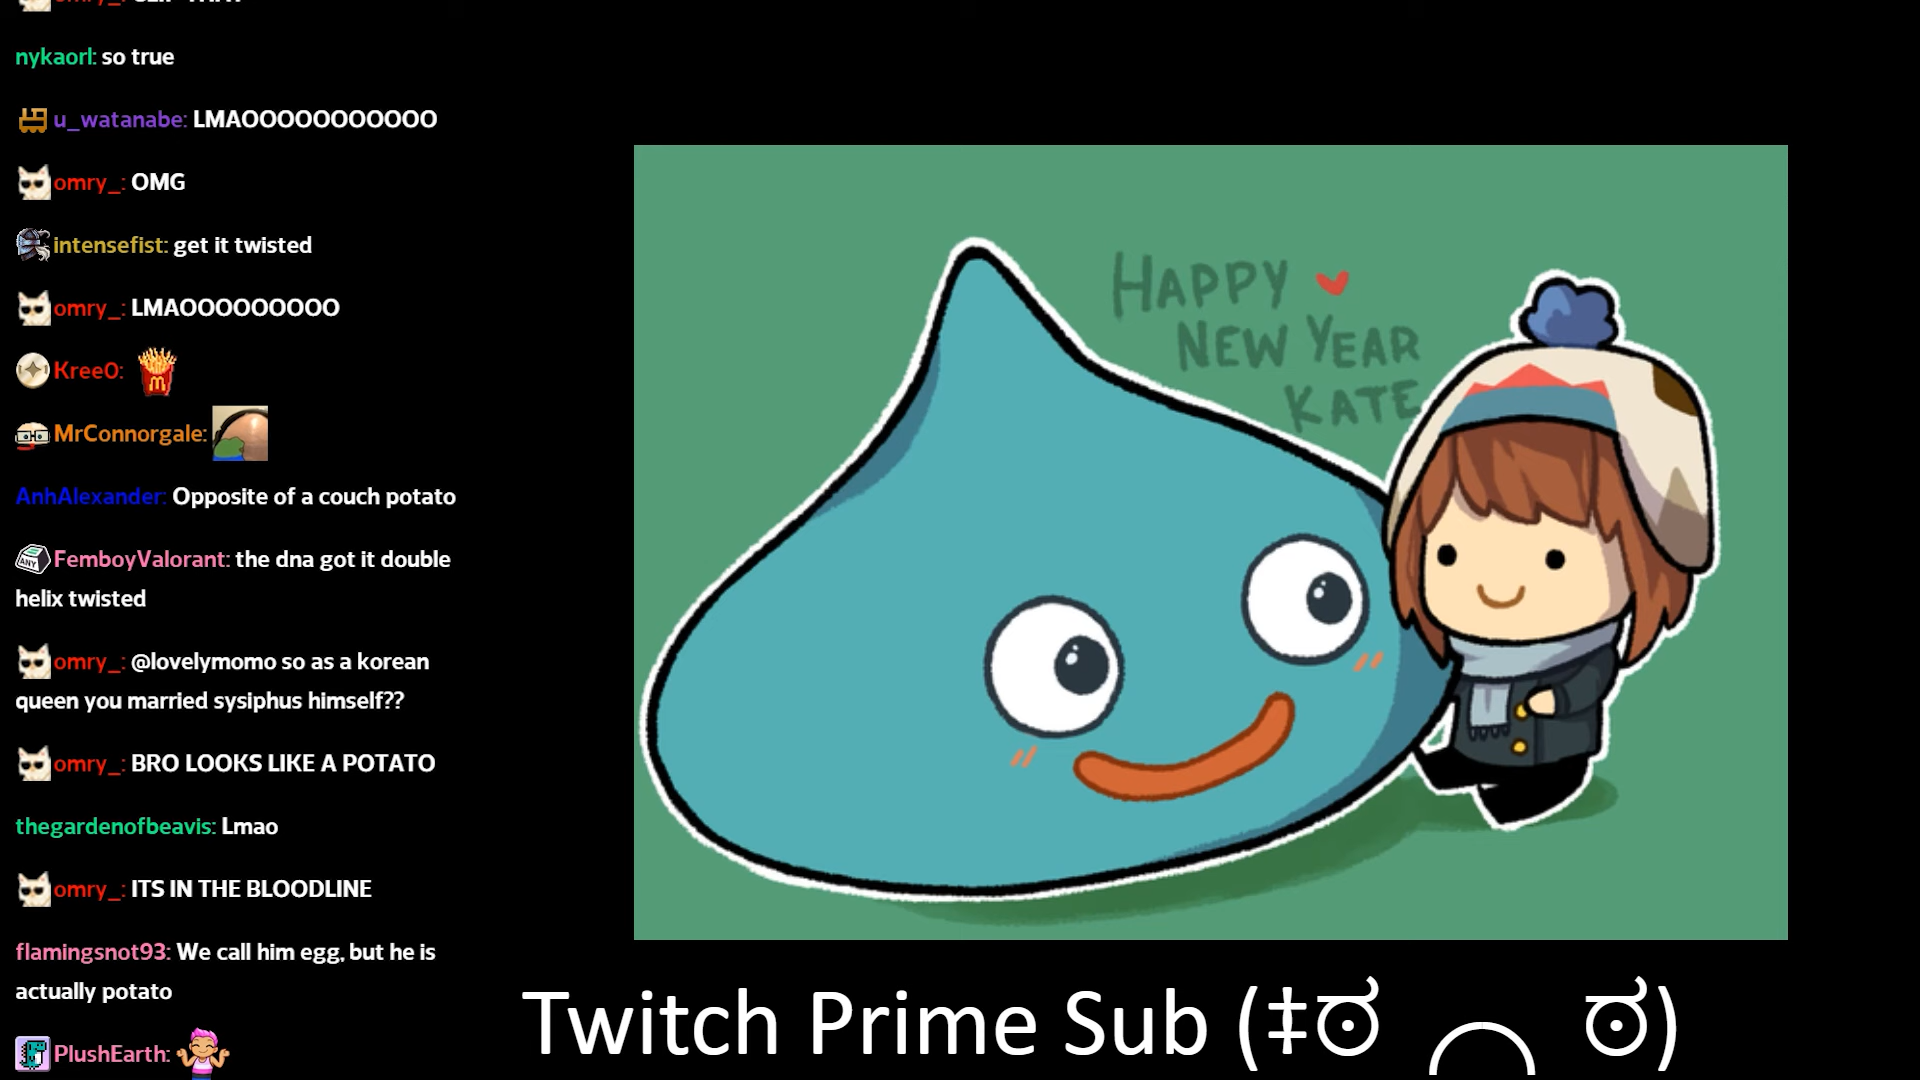 nykaorl: so true
u_watanabe: LMAOOOOOOOOOOO
omry_: OMG
intensefist: get it twisted
omry_: LMAOOOOOOOOO
KreeO:
MrConnorgale:
AnhAlexander: Opposite of a couch potato
FemboyValorant: the dna got it double
helix twisted
omry_: @lovelymomo so as a korean
queen you married sysiphus himself??
omry_: BRO LOOKS LIKE A POTATO
thegardenofbeavis: Lmao
omry_: ITS IN THE BLOODLINE
flamingsnot93: We call him egg, but he is
actually potato
PlushEarth:
HAPPY
NEW YEAR
KATE
Twitch Prime Sub (‡ಠ ◠ ಠ)